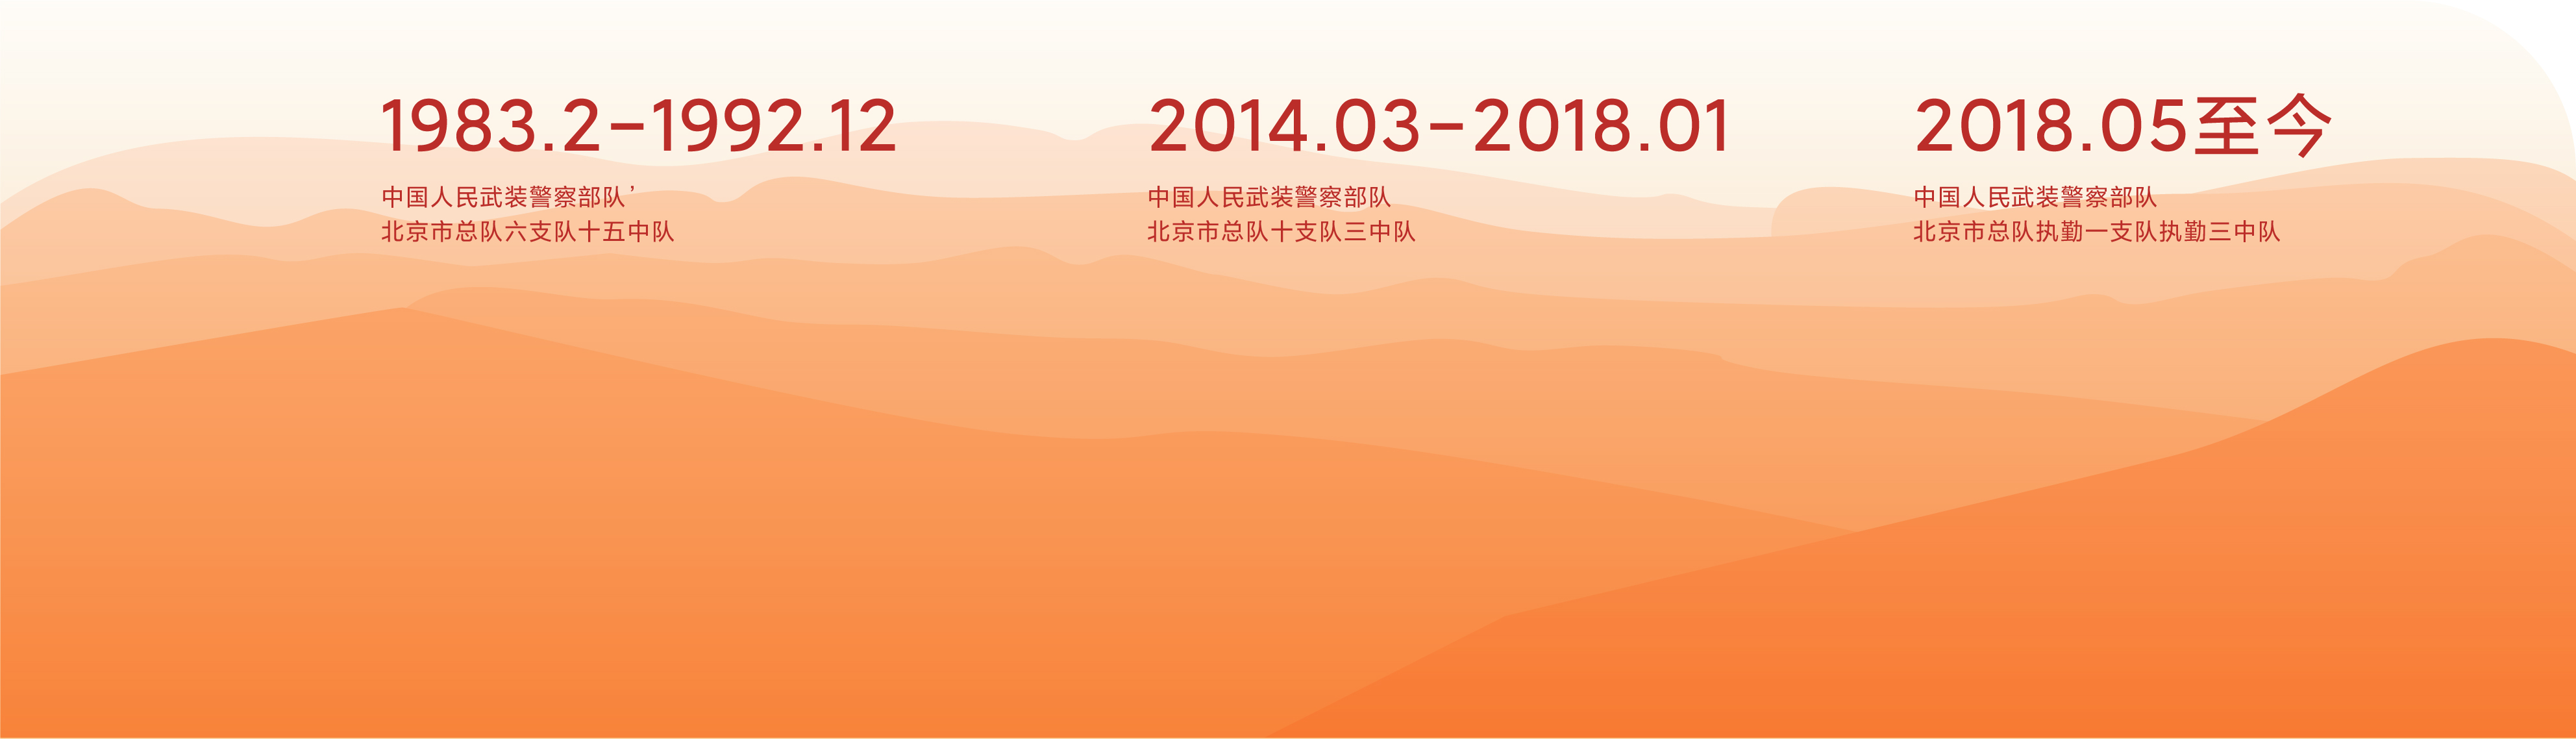 1983.2-1992.12
中国人民武装警察部队’
北京市总队六支队十五中队
2014.03-2018.01
中国人民武装警察部队
北京市总队十支队三中队
2018.05至今
中国人民武装警察部队
北京市总队执勤一支队执勤三中队